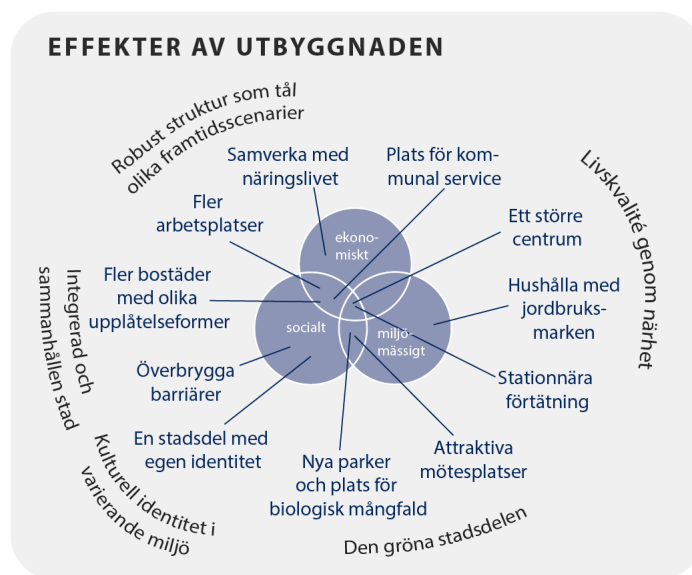 EFFEKTER AV UTBYGGNADEN
Robust struktur som tål
olika framtidsscenarier
Samverka med
näringslivet
Plats för kom-
munal service
Livskvalité genom närhet
Fler
arbetsplatser
Ett större
centrum
ekono-
miskt
Fler bostäder
med olika
upplåtelseformer
Hushålla med
jordbruks-
marken
Integrerad och
sammanhållen stad
socialt
miljö-
mässigt
Överbrygga
barriärer
Stationnära
förtätning
En stadsdel med
egen identitet
Attraktiva
mötesplatser
Nya parker
och plats för
biologisk mångfald
Kulturell identitet i
varierande miljö
Den gröna stadsdelen